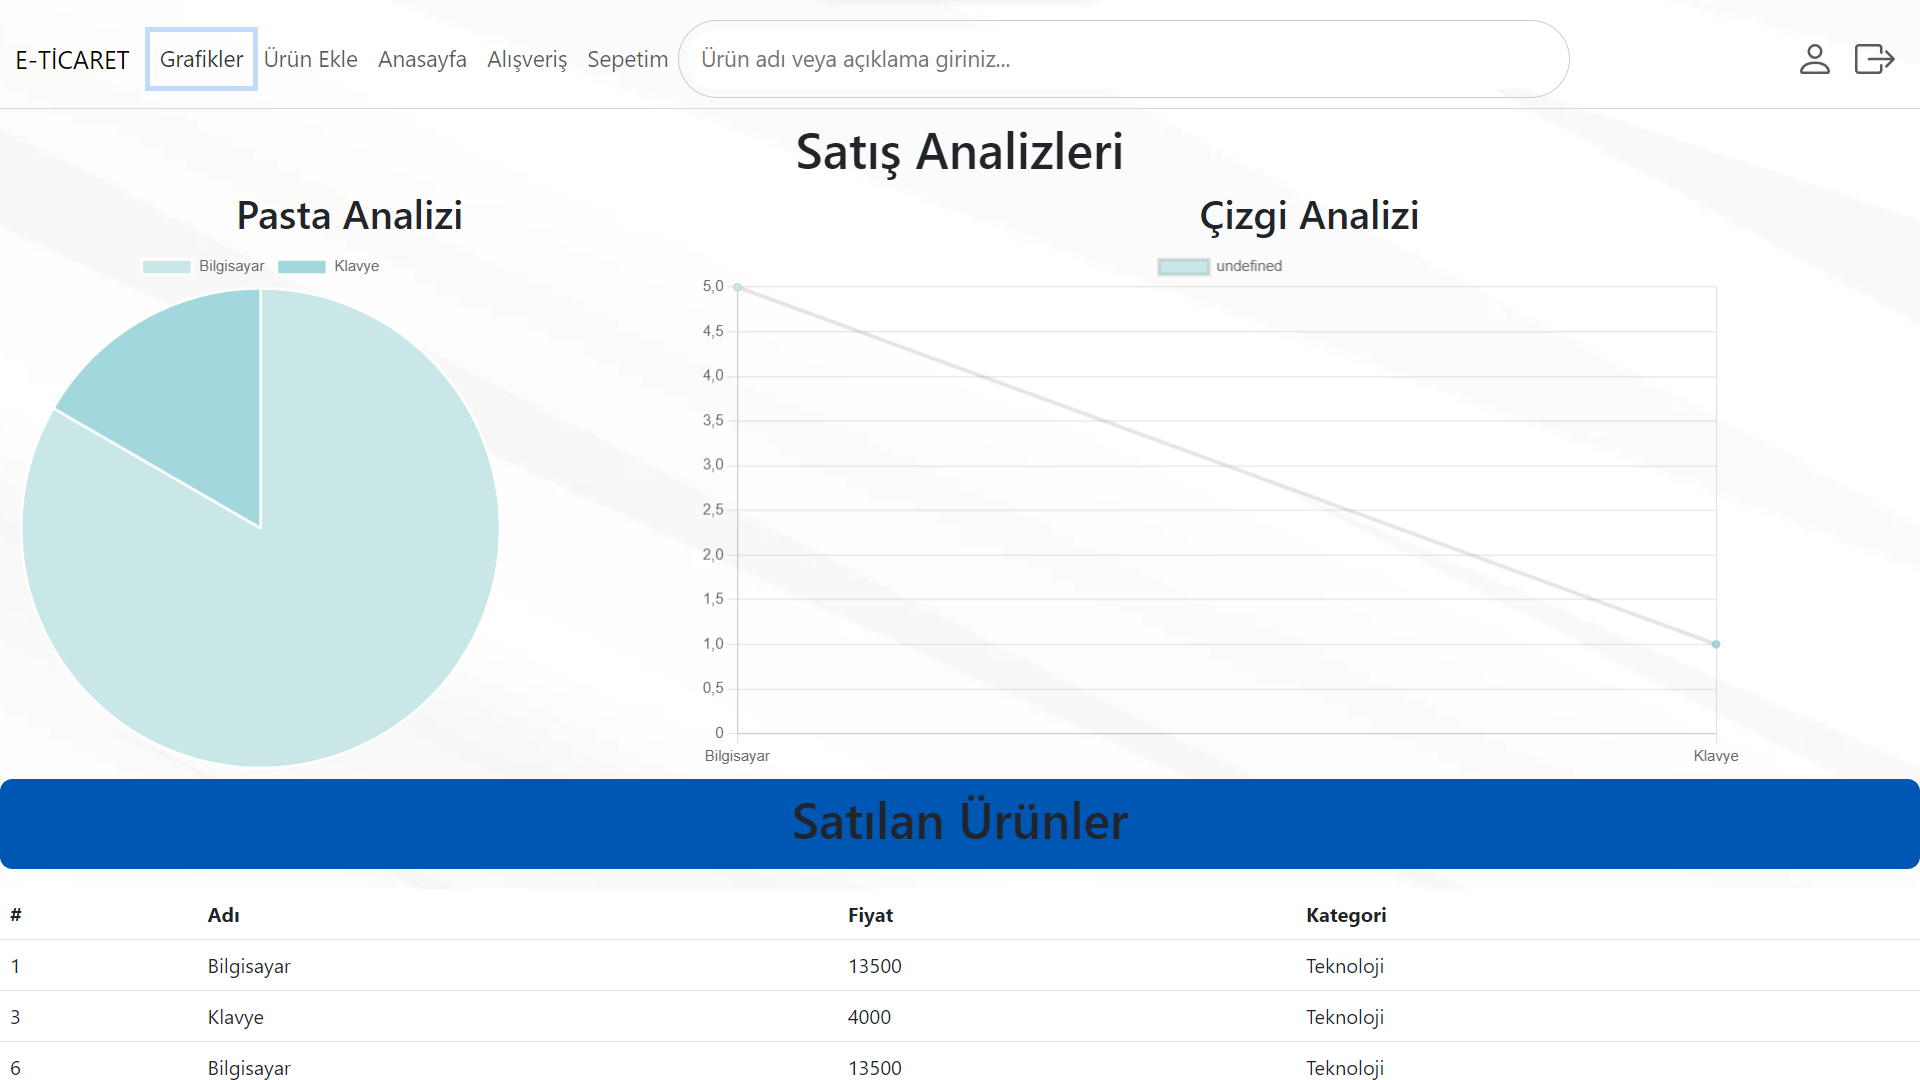 E-TİCARET Grafikler Ürün Ekle Anasayfa Alışveriş Sepetim Ürün adı veya açıklama giriniz...
Satış Analizleri
Pasta Analizi
Bilgisayar Klavye
Çizgi Analizi
undefined
5,0
4,5
4,0
3,5
3,0
2,5
2,0
1,5
1,0
0,5
0
Bilgisayar Klavye
Satılan Ürünler
# Adı Fiyat Kategori
1 Bilgisayar 13500 Teknoloji
3 Klavye 4000 Teknoloji
6 Bilgisayar 13500 Teknoloji